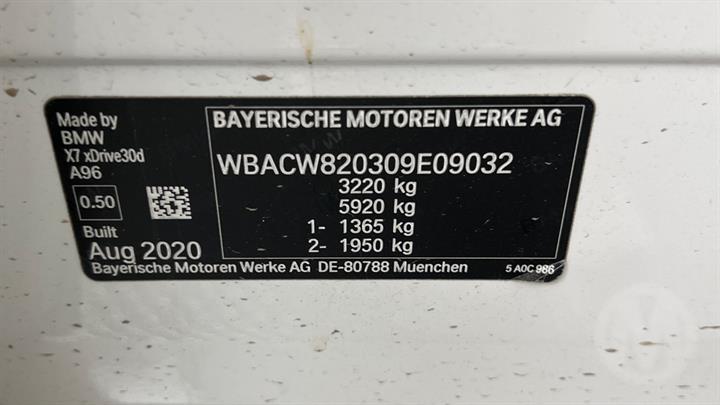 Made by
BMW
X7 xDrive30d
A96
0.50
Built
Aug 2020
BAYERISCHE MOTOREN WERKE AG
WBACW820309E09032
3220 kg
5920 kg
1- 1365 kg
2- 1950 kg
Bayerische Motoren Werke AG DE-80788 Muenchen
5 A0C 986